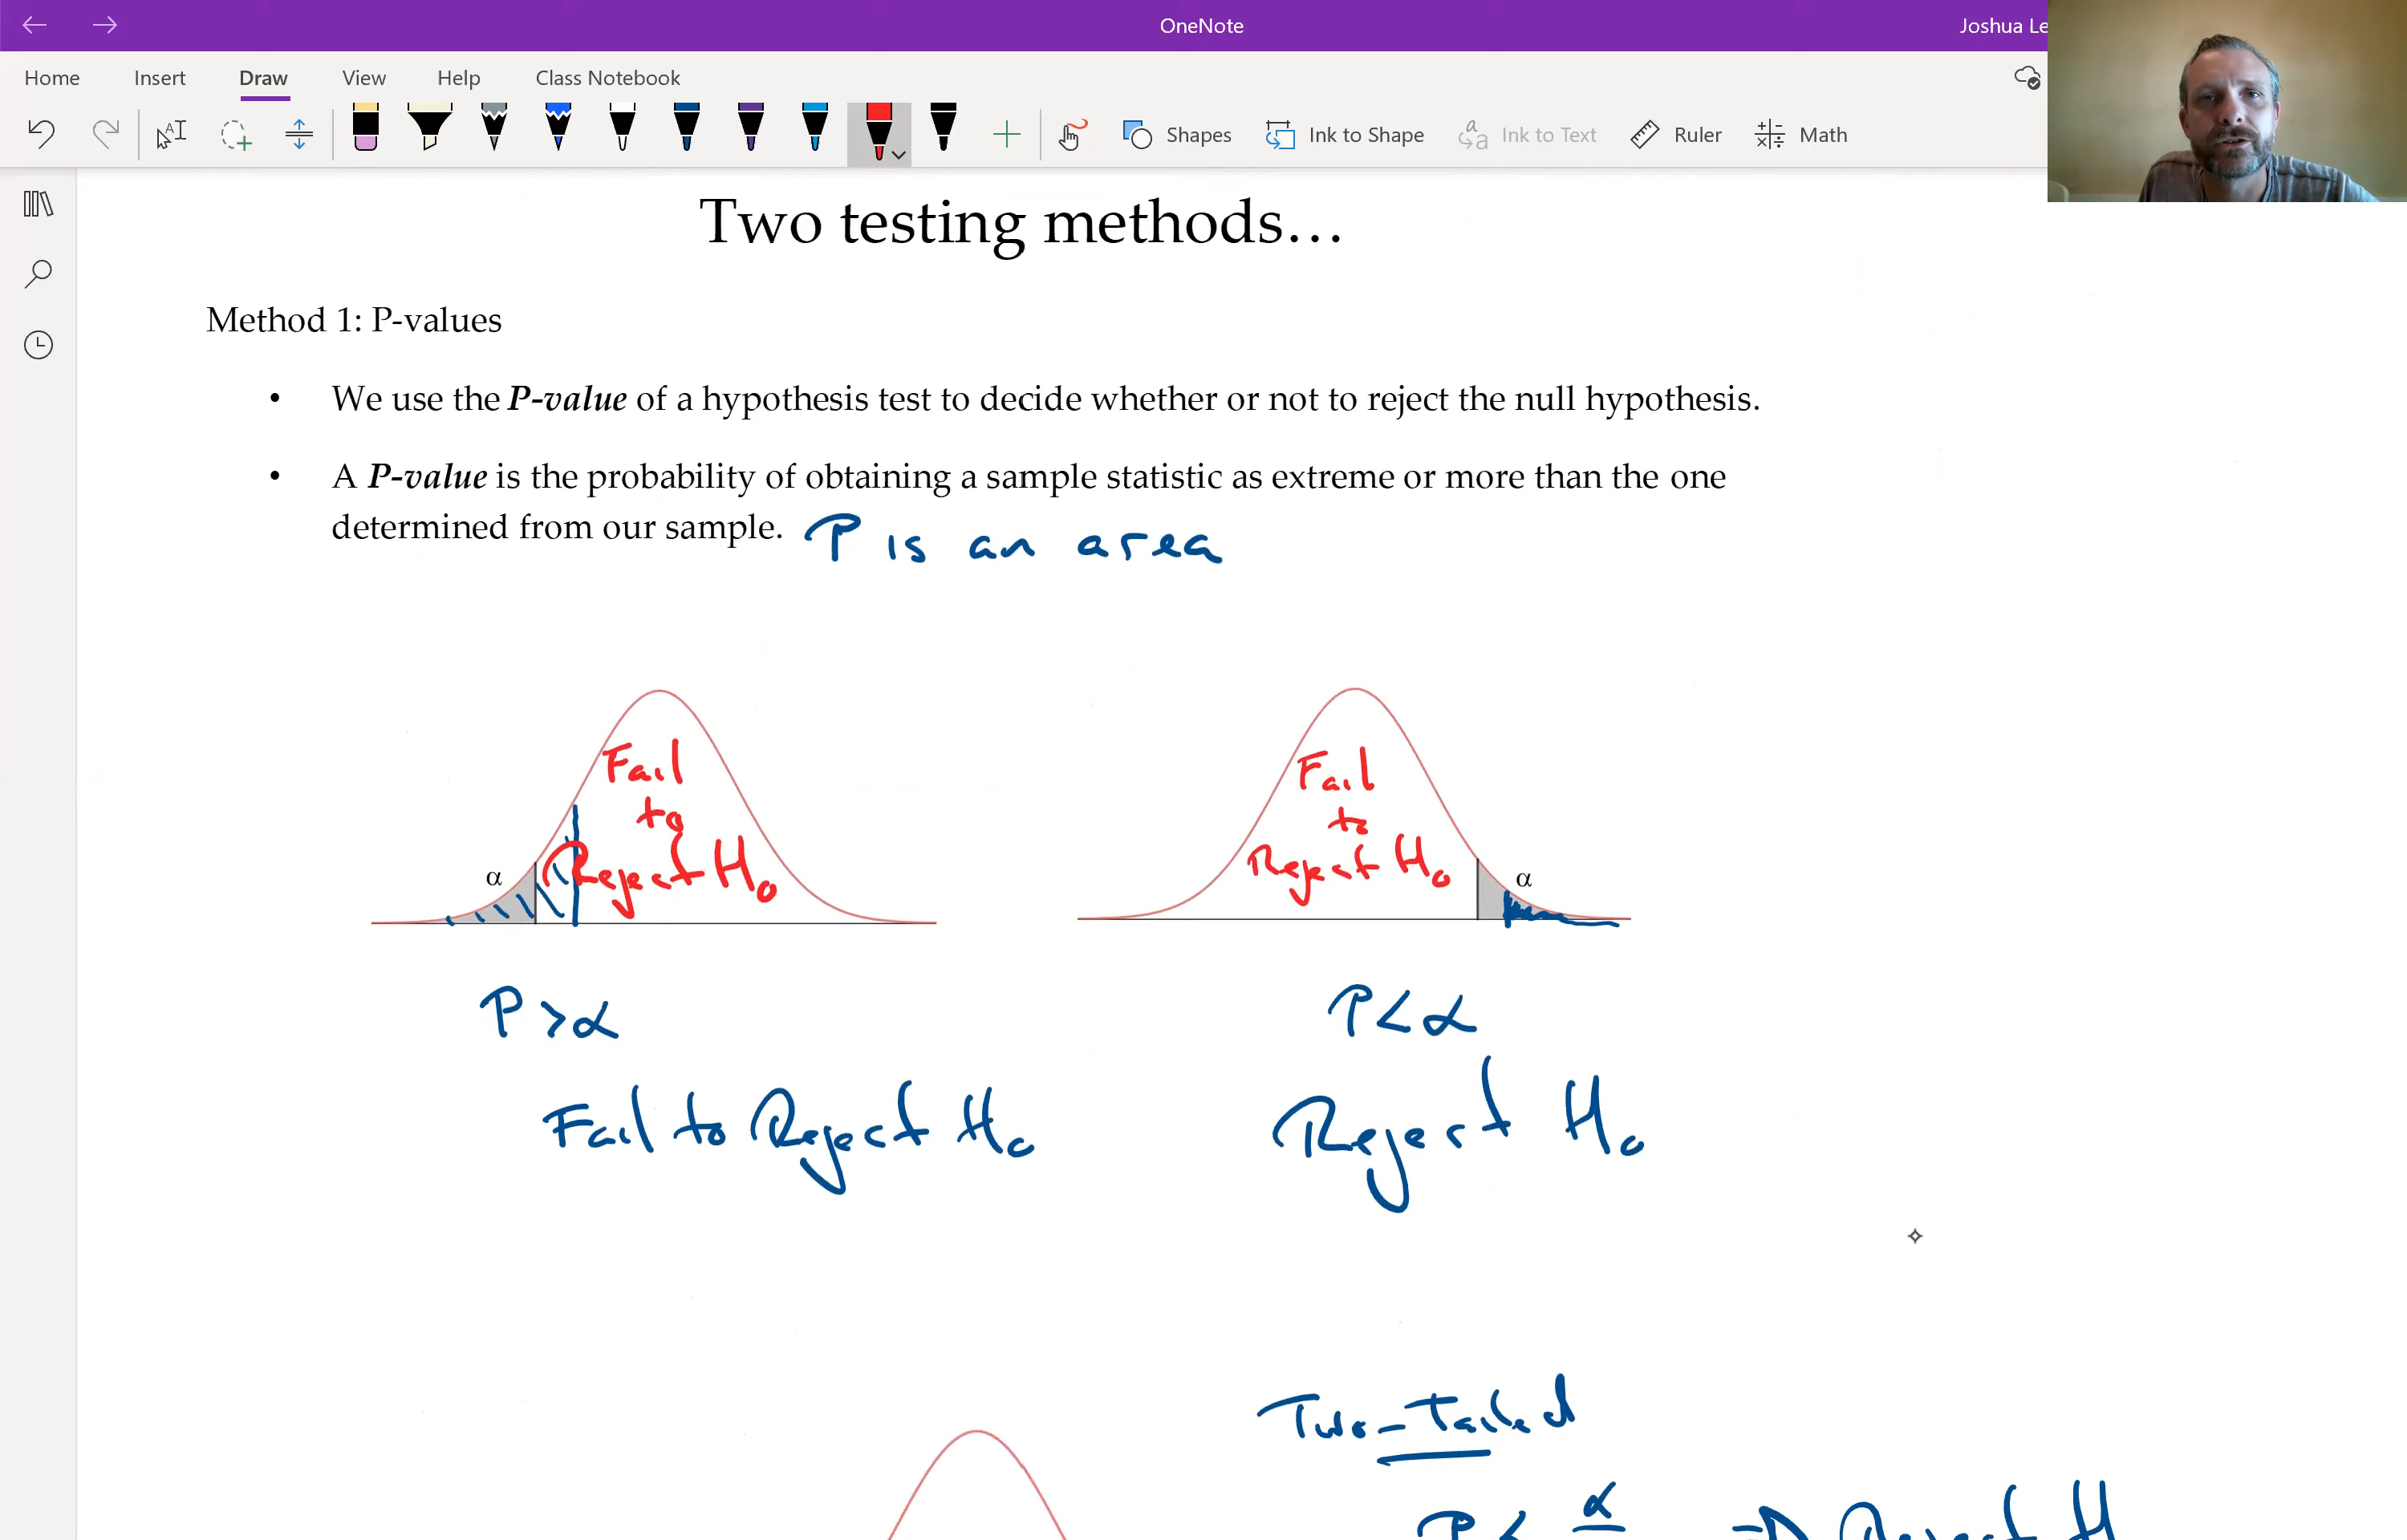 OneNote
Joshua Le
Home Insert Draw View Help Class Notebook
Shapes Ink to Shape Ink to Text Ruler Math
Two testing methods…
Method 1: P-values
• We use the P-value of a hypothesis test to decide whether or not to reject the null hypothesis.
• A P-value is the probability of obtaining a sample statistic as extreme or more than the one
determined from our sample. P is an area
Fail
to
Reject H₀
α
Fail
to
Reject H₀
α
P > α
Fail to Reject H₀
P < α
Reject H₀
Two-Tailed
P < α → Reject H